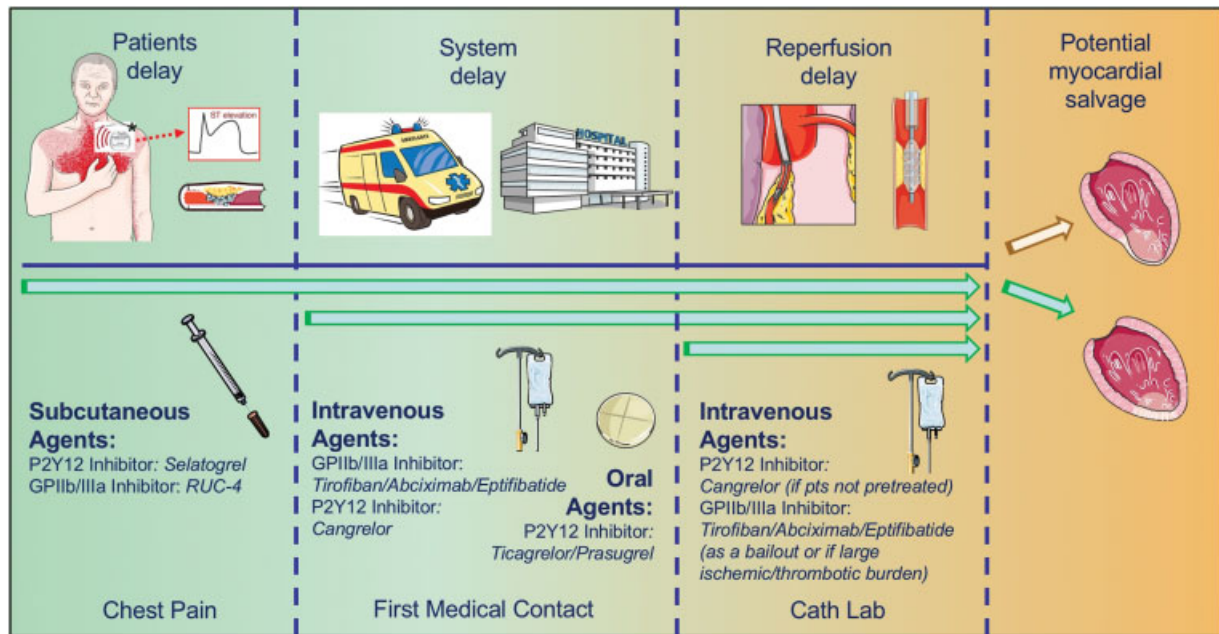 Patients
delay
ST elevation
System
delay
AMBULANCE
HOSPITAL
Reperfusion
delay
Potential
myocardial
salvage
Subcutaneous
Agents:
P2Y12 Inhibitor: Selatogrel
GPIIb/IIIa Inhibitor: RUC-4
Intravenous
Agents:
GPIIb/IIIa Inhibitor:
Tirofiban/Abciximab/Eptifibatide
P2Y12 Inhibitor:
Cangrelor
Oral
Agents:
P2Y12 Inhibitor:
Ticagrelor/Prasugrel
Intravenous
Agents:
P2Y12 Inhibitor:
Cangrelor (if pts not pretreated)
GPIIb/IIIa Inhibitor:
Tirofiban/Abciximab/Eptifibatide
(as a bailout or if large
ischemic/thrombotic burden)
Chest Pain
First Medical Contact
Cath Lab